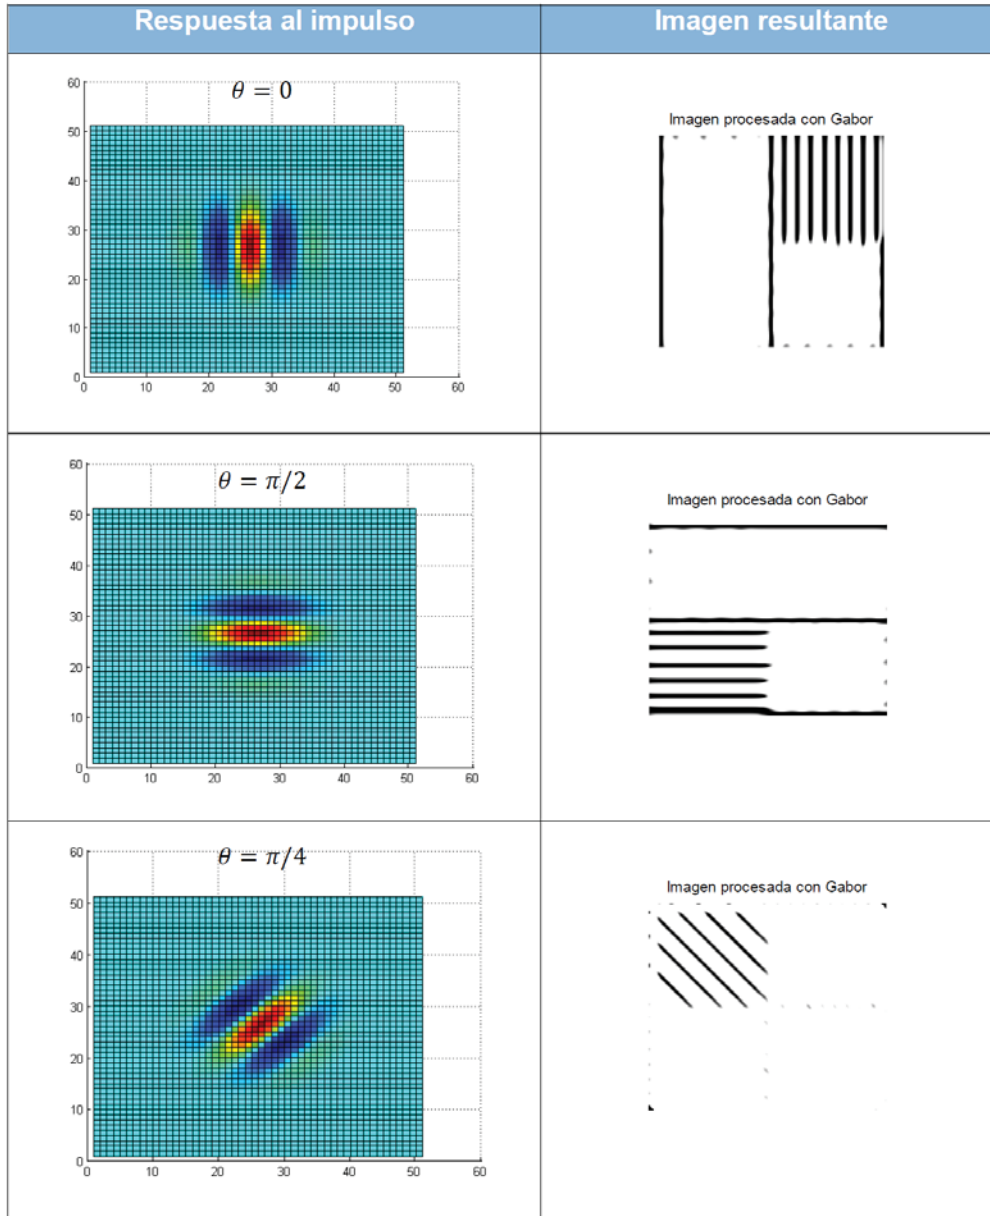 Respuesta al impulso
Imagen resultante
θ = 0
60
50
40
30
20
10
0
0 10 20 30 40 50 60
Imagen procesada con Gabor
θ = π/2
60
50
40
30
20
10
0
0 10 20 30 40 50 60
Imagen procesada con Gabor
θ = π/4
60
50
40
30
20
10
0
0 10 20 30 40 50 60
Imagen procesada con Gabor